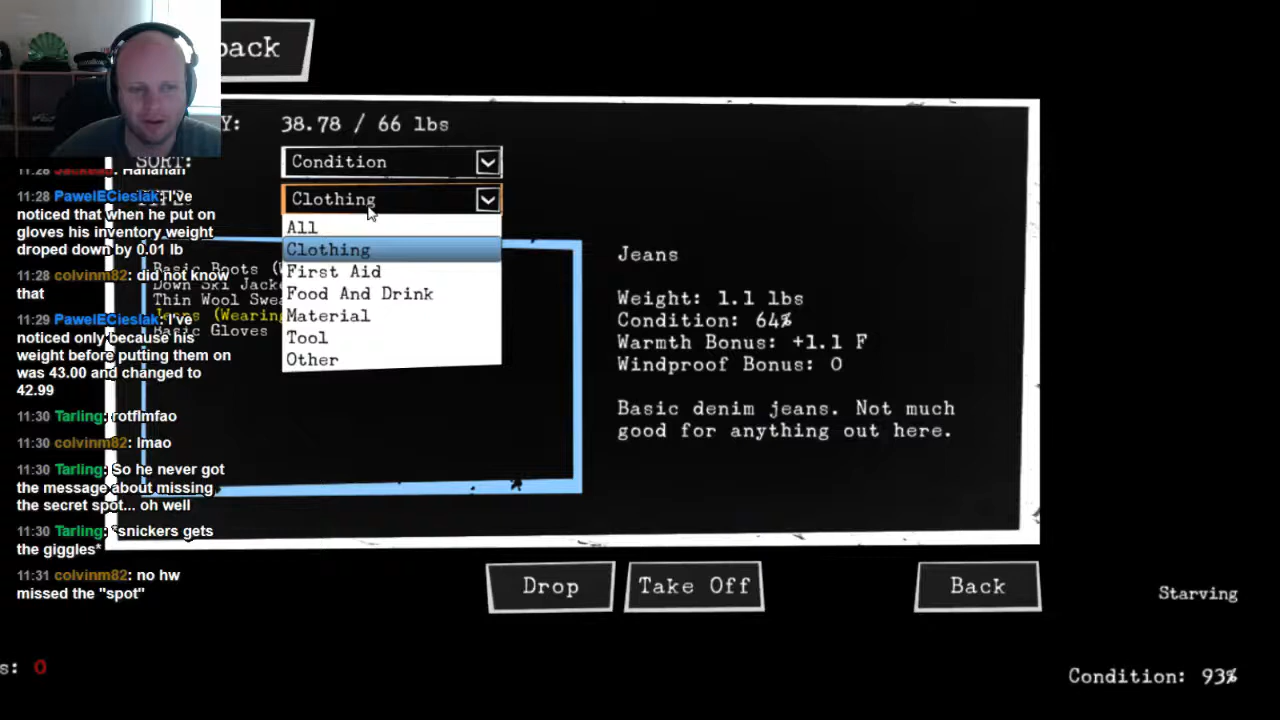 back
Y: 38.78 / 66 lbs
SORT: Condition
Clothing
All
Clothing
First Aid
Food And Drink
Material
Tool
Other
Basic Boots (
Down Ski Jack
Thin Wool Swe
Jeans (Wearing
Basic Gloves
Jeans
Weight: 1.1 lbs
Condition: 64%
Warmth Bonus: +1.1 F
Windproof Bonus: 0
Basic denim jeans. Not much
good for anything out here.
Drop
Take Off
Back
Starving
s: 0
Condition: 93%
11:28 PawelECieslak: I've
noticed that when he put on
gloves his inventory weight
droped down by 0.01 lb
11:28 colvinm82: did not know
that
11:29 PawelECieslak: I've
noticed only because his
weight before putting them on
was 43.00 and changed to
42.99
11:30 Tarling: rotflmfao
11:30 colvinm82: lmao
11:30 Tarling: So he never got
the message about missing
the secret spot... oh well
11:30 Tarling: *snickers gets
the giggles*
11:31 colvinm82: no hw
missed the "spot"